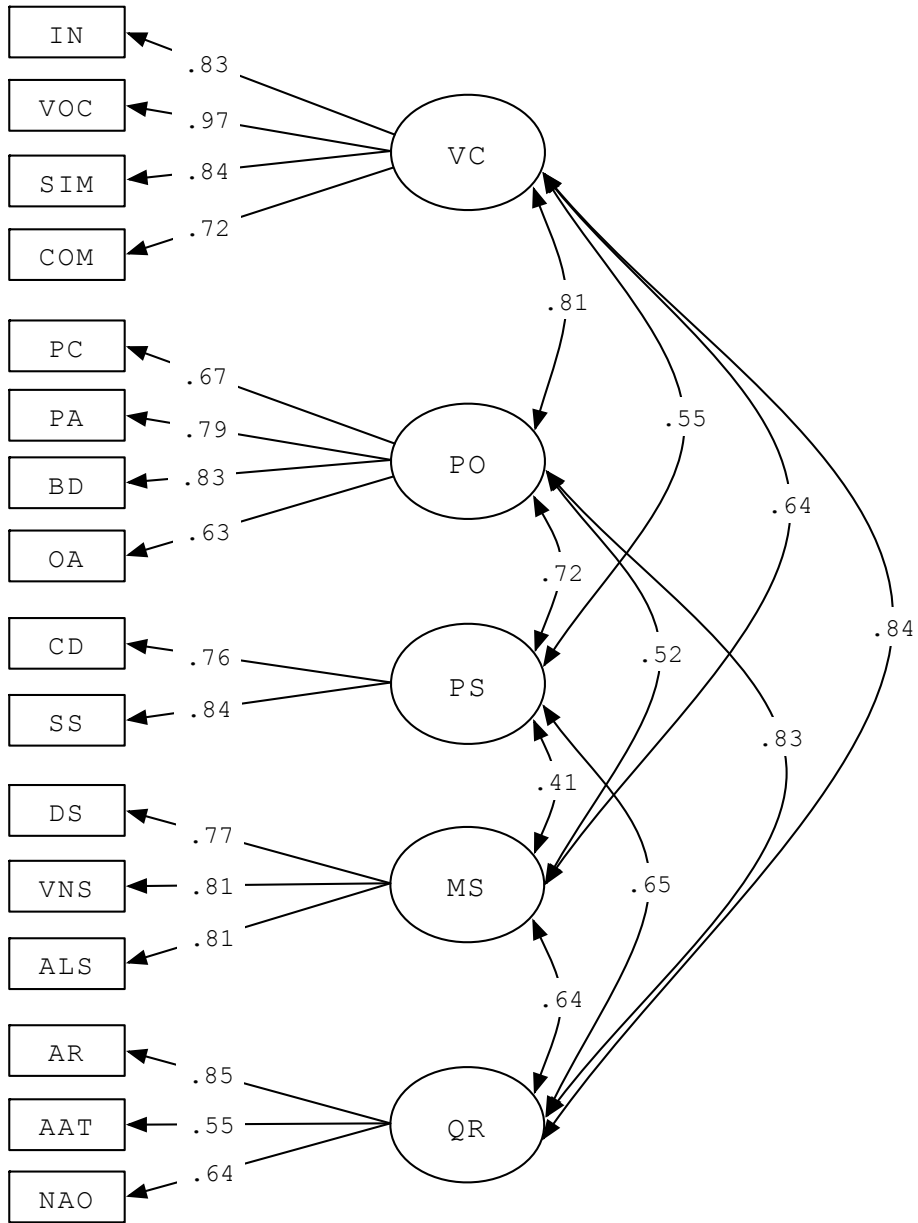 IN
.83
VOC
.97
VC
SIM
.84
COM
.72
.81
PC
.67
.55
PA
.79
PO
BD
.83
.64
OA
.63
.72
CD
.76
.52
.84
PS
SS
.84
.83
DS
.77
.41
VNS
.81
MS
.65
ALS
.81
.64
AR
.85
AAT
.55
QR
NAO
.64